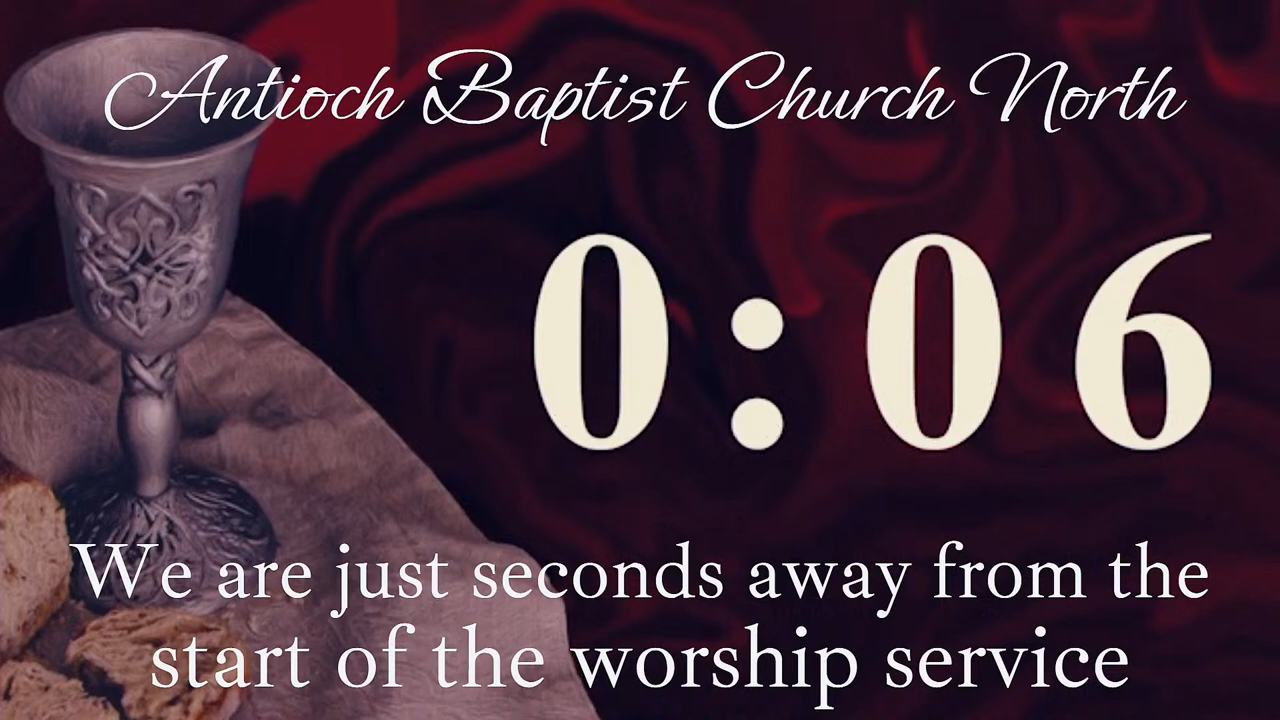 Antioch Baptist Church North
0:06
We are just seconds away from the
start of the worship service